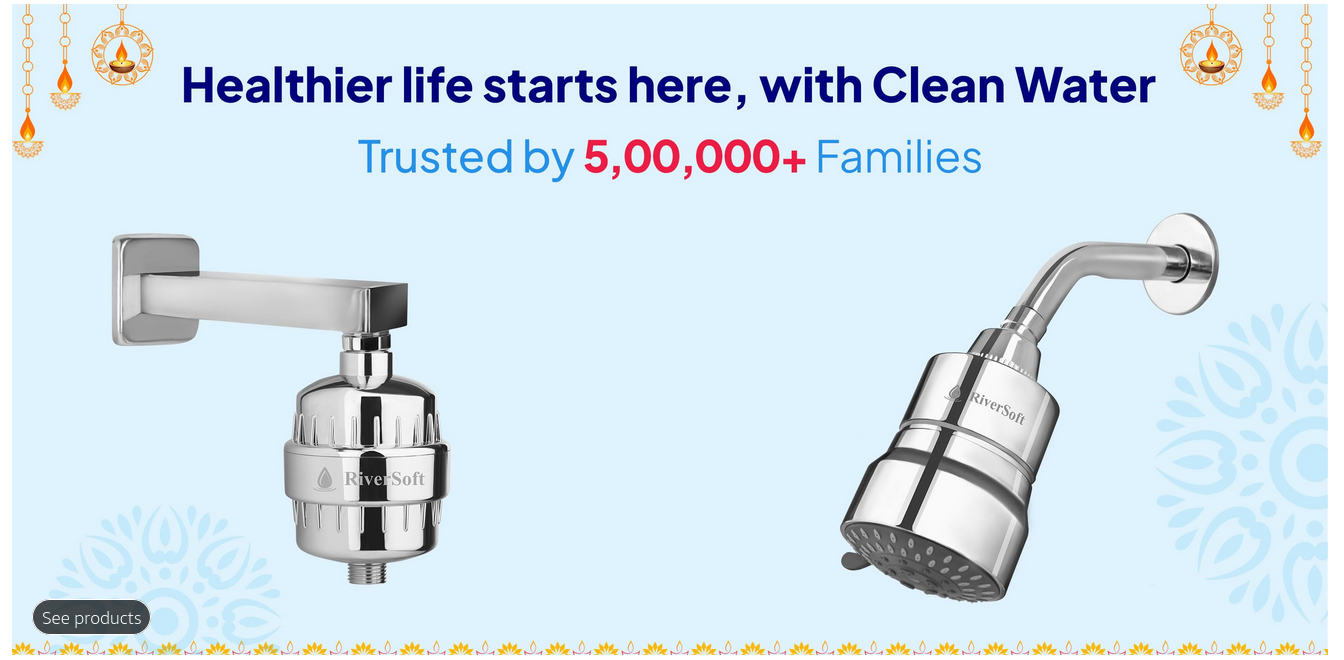 Healthier life starts here, with Clean Water
Trusted by 5,00,000+ Families
RiverSoft
RiverSoft
See products